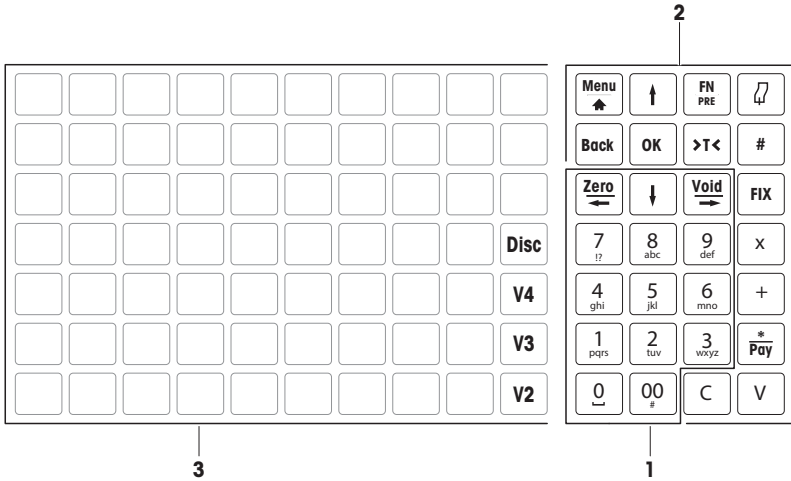 2
Menu FN PRE
Back OK >T< #
Zero Void FIX
Disc 7 !? 8 abc 9 def x
V4 4 ghi 5 jkl 6 mno +
V3 1 pqrs 2 tuv 3 wxyz * Pay
V2 0 00 # C V
3 1